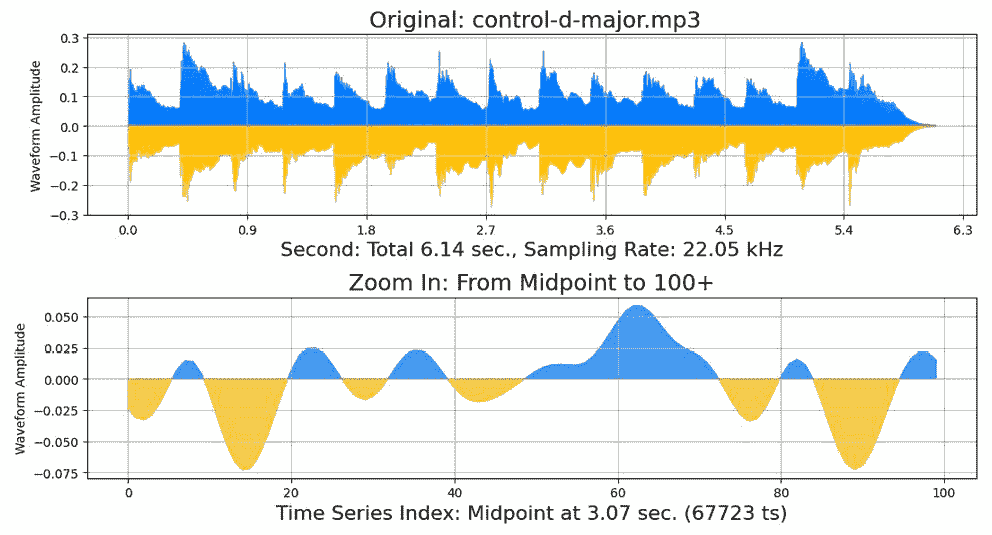 Original: control-d-major.mp3
Waveform Amplitude
0.3
0.2
0.1
0.0
−0.1
−0.2
−0.3
0.0 0.9 1.8 2.7 3.6 4.5 5.4 6.3
Second: Total 6.14 sec., Sampling Rate: 22.05 kHz
Zoom In: From Midpoint to 100+
Waveform Amplitude
0.050
0.025
0.000
−0.025
−0.050
−0.075
0 20 40 60 80 100
Time Series Index: Midpoint at 3.07 sec. (67723 ts)